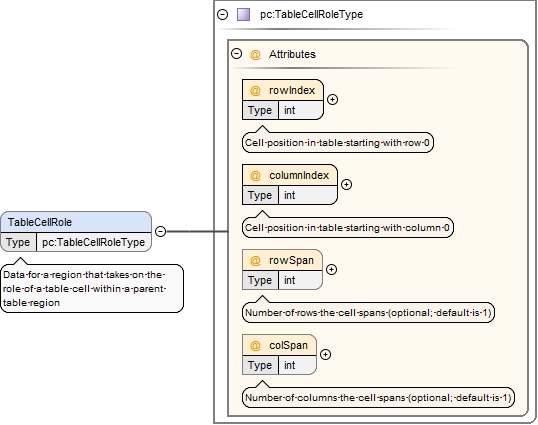 pc:TableCellRoleType
@ Attributes
@ rowIndex
Type int
Cell·position·in·table·starting·with·row·0
@ columnIndex
Type int
Cell·position·in·table·starting·with·column·0
TableCellRole
Type pc:TableCellRoleType
Data·for·a·region·that·takes·on·the·
role·of·a·table·cell·within·a·parent·
table·region
@ rowSpan
Type int
Number·of·rows·the·cell·spans·(optional;·default·is·1)
@ colSpan
Type int
Number·of·columns·the·cell·spans·(optional;·default·is·1)